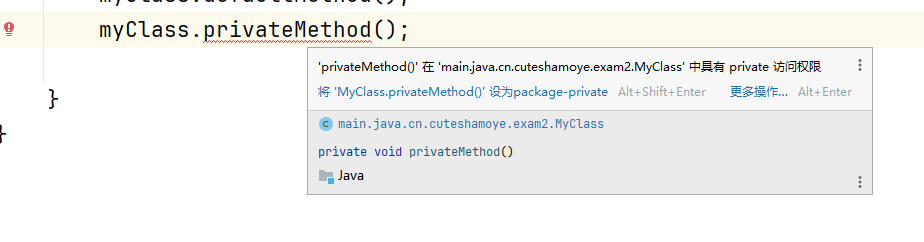 myClass.defaultMethod();
myClass.privateMethod();
'privateMethod()' 在 'main.java.cn.cuteshamoye.exam2.MyClass' 中具有 private 访问权限
将 'MyClass.privateMethod()' 设为package-private Alt+Shift+Enter 更多操作... Alt+Enter
C main.java.cn.cuteshamoye.exam2.MyClass
private void privateMethod()
Java
}
}